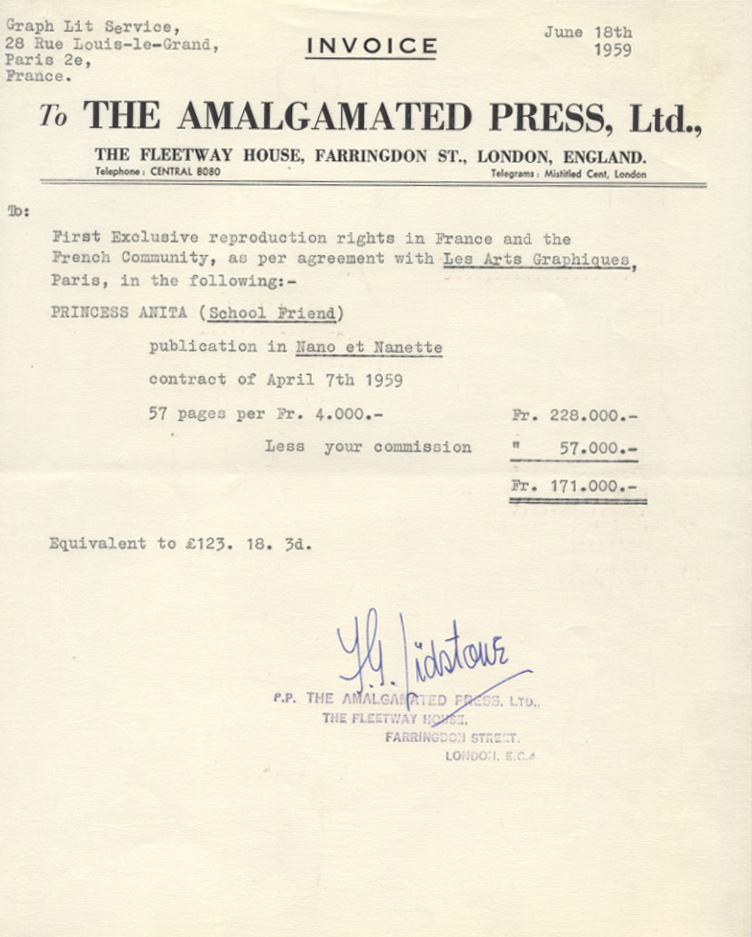 Graph Lit Service,
28 Rue Louis-le-Grand,
Paris 2e,
France.
INVOICE
June 18th
1959
To THE AMALGAMATED PRESS, Ltd.,
THE FLEETWAY HOUSE, FARRINGDON ST., LONDON, ENGLAND.
Telephone: CENTRAL 8080 Telegrams: Mistitled Cent, London
To:
First Exclusive reproduction rights in France and the
French Community, as per agreement with Les Arts Graphiques,
Paris, in the following:-
PRINCESS ANITA (School Friend)
publication in Nano et Nanette
contract of April 7th 1959
57 pages per Fr. 4.000.- Fr. 228.000.-
Less your commission " 57.000.-
Fr. 171.000.-
Equivalent to £123. 18. 3d.
F.G. Lidstone
P.P. THE AMALGAMATED PRESS, LTD.,
THE FLEETWAY HOUSE,
FARRINGDON STREET.
LONDON. E.C.4